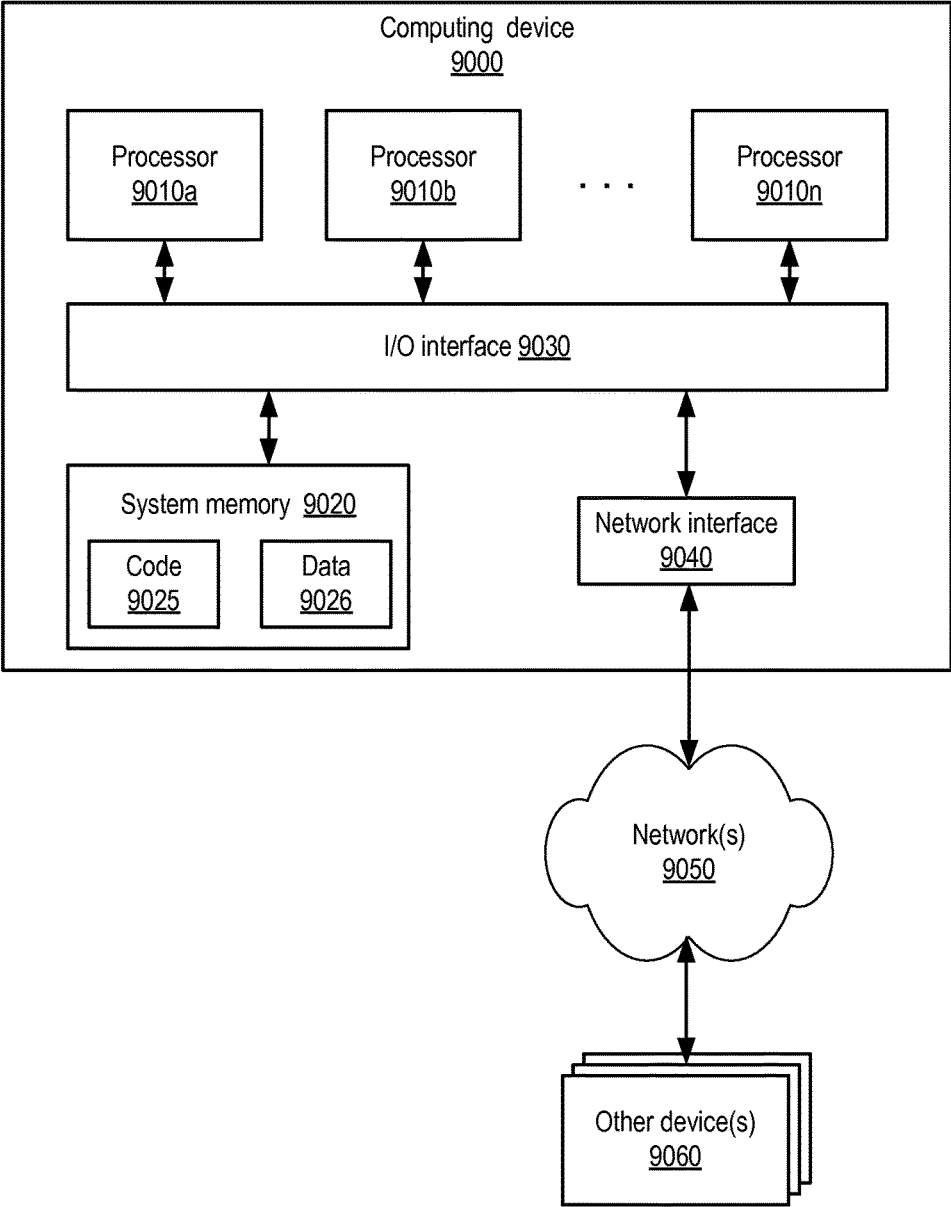 Computing device
9000
Processor
9010a
Processor
9010b
. . .
Processor
9010n
I/O interface 9030
System memory 9020
Code
9025
Data
9026
Network interface
9040
Network(s)
9050
Other device(s)
9060